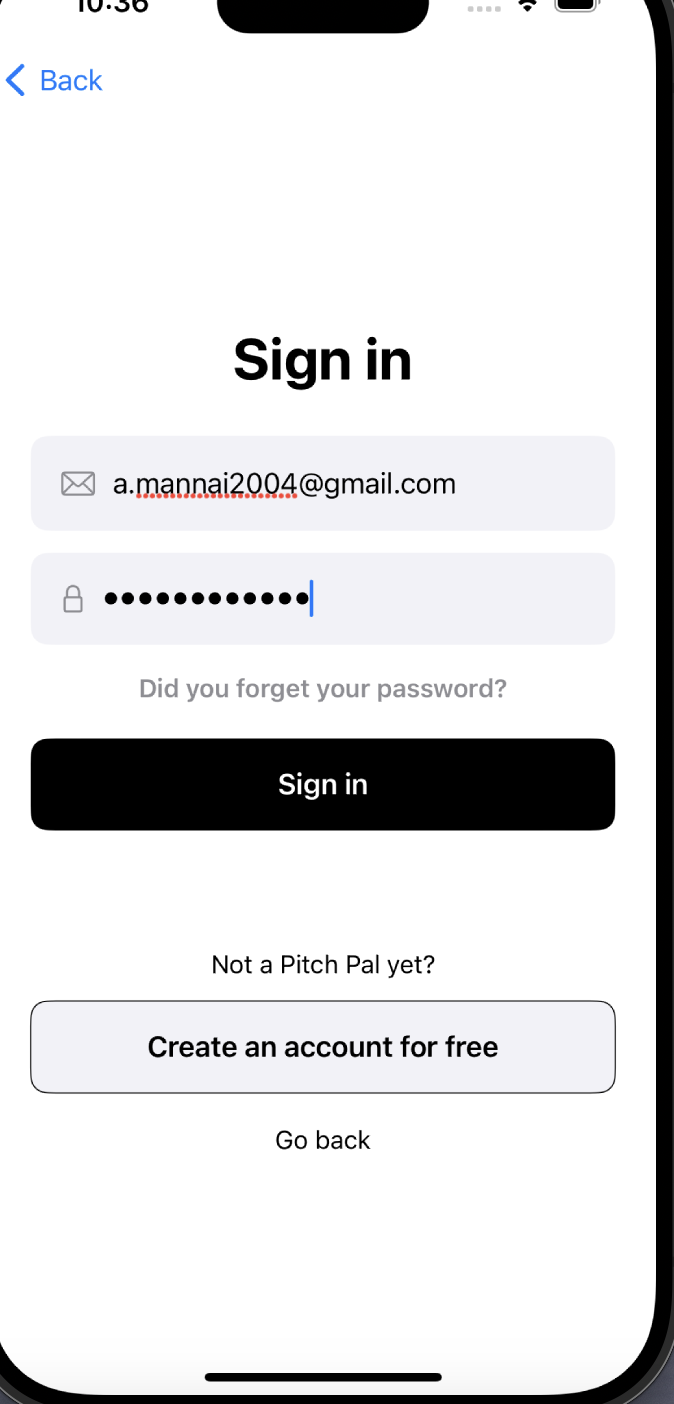 10:36
Back
Sign in
a.mannai2004@gmail.com
••••••••••••
Did you forget your password?
Sign in
Not a Pitch Pal yet?
Create an account for free
Go back